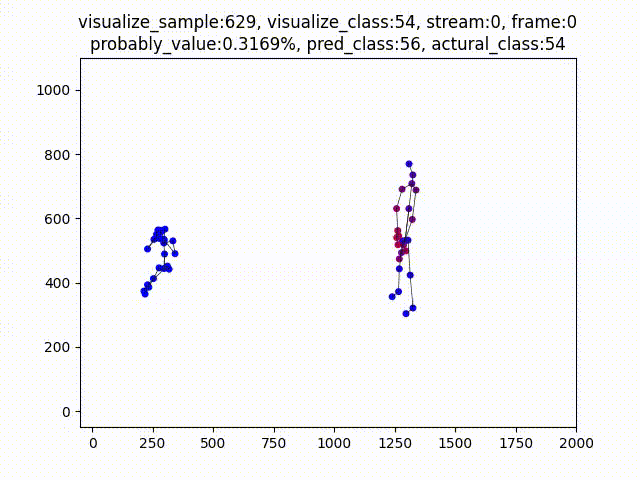 visualize_sample:629, visualize_class:54, stream:0, frame:0
probably_value:0.3169%, pred_class:56, actural_class:54
1000
800
600
400
200
0
0 250 500 750 1000 1250 1500 1750 2000